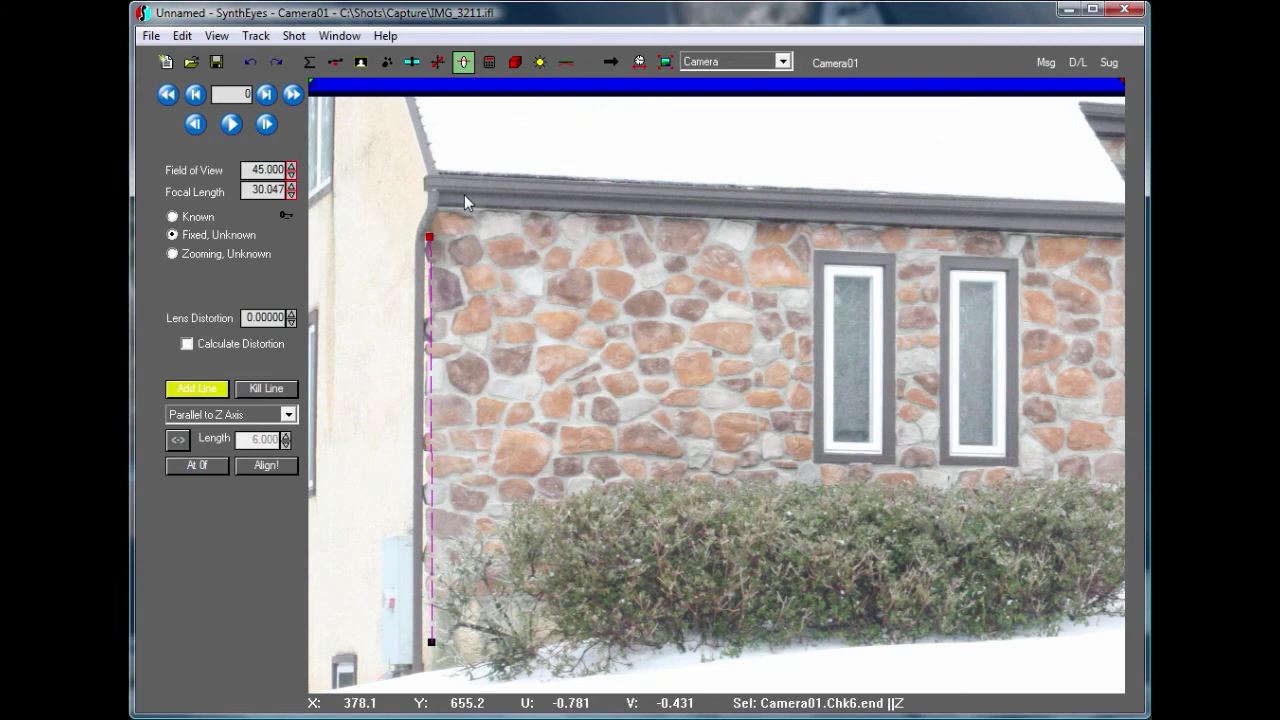 Unnamed - SynthEyes - Camera01 - C:\Shots\Capture\IMG_3211.ifl
File Edit View Track Shot Window Help
Camera Camera01 Msg D/L Sug
0
Field of View 45.000
Focal Length 30.047
Known
Fixed, Unknown
Zooming, Unknown
Lens Distortion 0.00000
Calculate Distortion
Add Line Kill Line
Parallel to Z Axis
<-> Length 6.000
At 0f Align!
X: 378.1 Y: 655.2 U: -0.781 V: -0.431 Sel: Camera01.Chk6.end ||Z